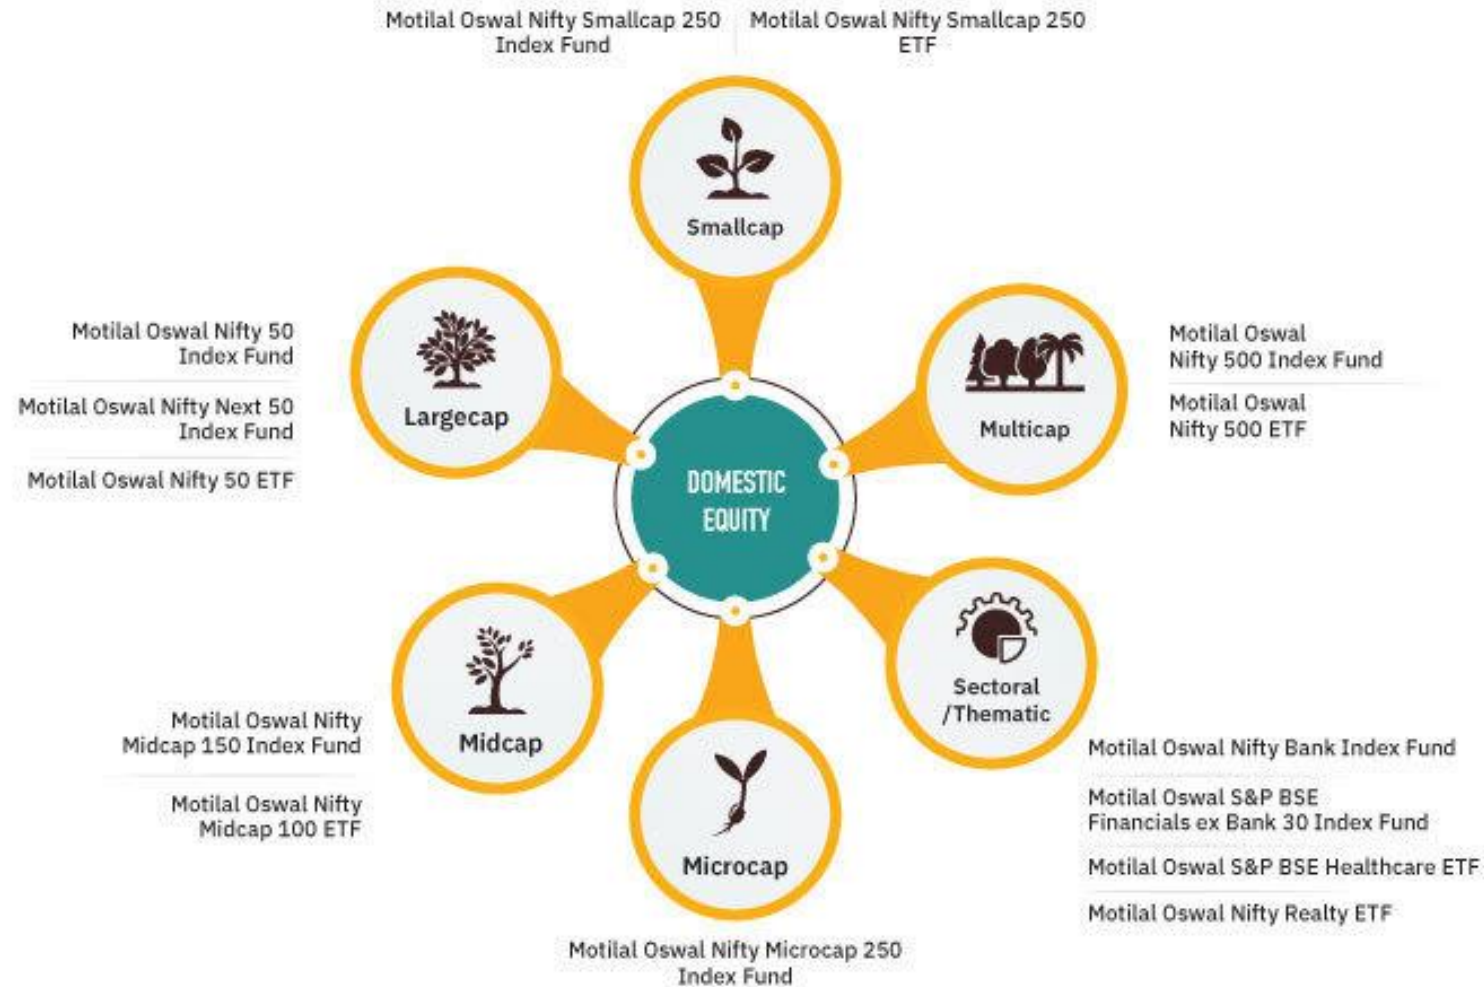 Motilal Oswal Nifty Smallcap 250
Index Fund
Motilal Oswal Nifty Smallcap 250
ETF
Smallcap
Motilal Oswal Nifty 50
Index Fund
Motilal Oswal Nifty Next 50
Index Fund
Motilal Oswal Nifty 50 ETF
Largecap
Multicap
Motilal Oswal
Nifty 500 Index Fund
Motilal Oswal
Nifty 500 ETF
DOMESTIC
EQUITY
Motilal Oswal Nifty
Midcap 150 Index Fund
Motilal Oswal Nifty
Midcap 100 ETF
Midcap
Sectoral
/Thematic
Motilal Oswal Nifty Bank Index Fund
Motilal Oswal S&P BSE
Financials ex Bank 30 Index Fund
Motilal Oswal S&P BSE Healthcare ETF
Motilal Oswal Nifty Realty ETF
Microcap
Motilal Oswal Nifty Microcap 250
Index Fund